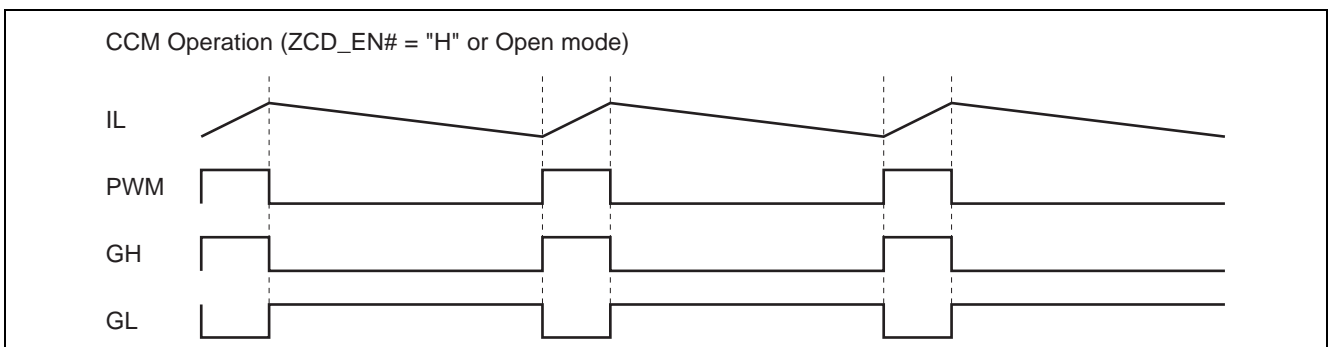 CCM Operation (ZCD_EN# = "H" or Open mode)
IL
PWM
GH
GL